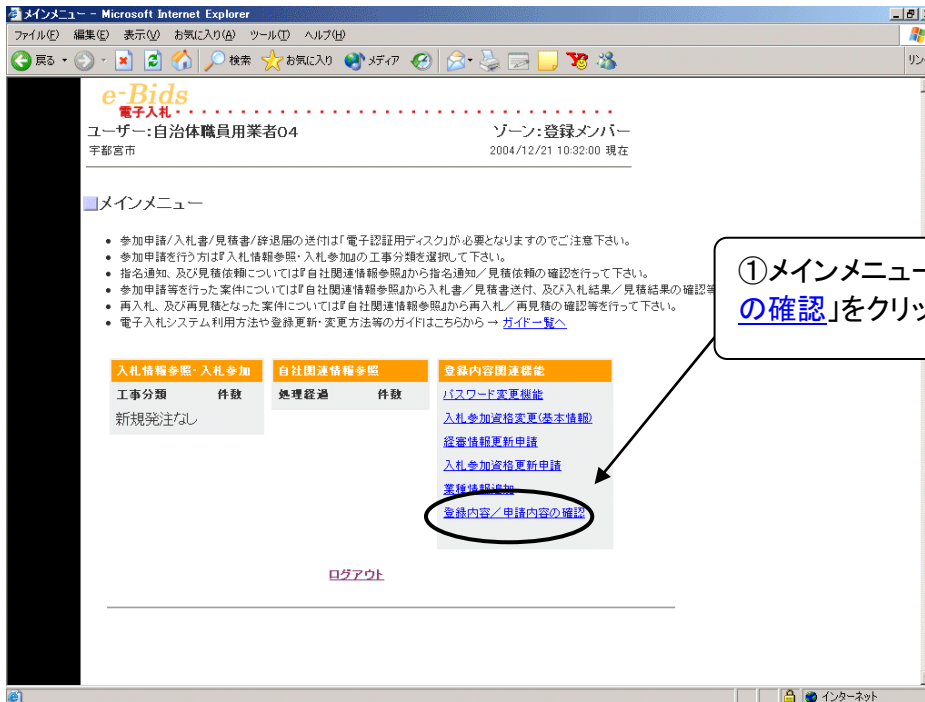 メインメニュー - Microsoft Internet Explorer
ファイル(F) 編集(E) 表示(V) お気に入り(A) ツール(T) ヘルプ(H)
戻る 検索 お気に入り メディア リン
e-Bids
電子入札
ユーザー:自治体職員用業者04 ゾーン:登録メンバー
宇都宮市 2004/12/21 10:32:00 現在
メインメニュー
• 参加申請/入札書/見積書/辞退届の送付は「電子認証用ディスク」が必要となりますのでご注意下さい。
• 参加申請を行う方は『入札情報参照・入札参加』の工事分類を選択して下さい。
• 指名通知、及び見積依頼については『自社関連情報参照』から指名通知/見積依頼の確認を行って下さい。
• 参加申請等を行った案件については『自社関連情報参照』から入札書/見積書送付、及び入札結果/見積結果の確認等
• 再入札、及び再見積となった案件については『自社関連情報参照』から再入札/再見積の確認等を行って下さい。
• 電子入札システム利用方法や登録更新・変更方法等のガイドはこちらから → ガイド一覧へ
①メインメニュー
の確認」をクリッ
入札情報参照・入札参加 自社関連情報参照 登録内容関連機能
工事分類 件数 処理経過 件数 パスワード変更機能
新規発注なし 入札参加資格変更(基本情報)
経審情報更新申請
入札参加資格更新申請
業種情報追加
登録内容/申請内容の確認
ログアウト
インターネット